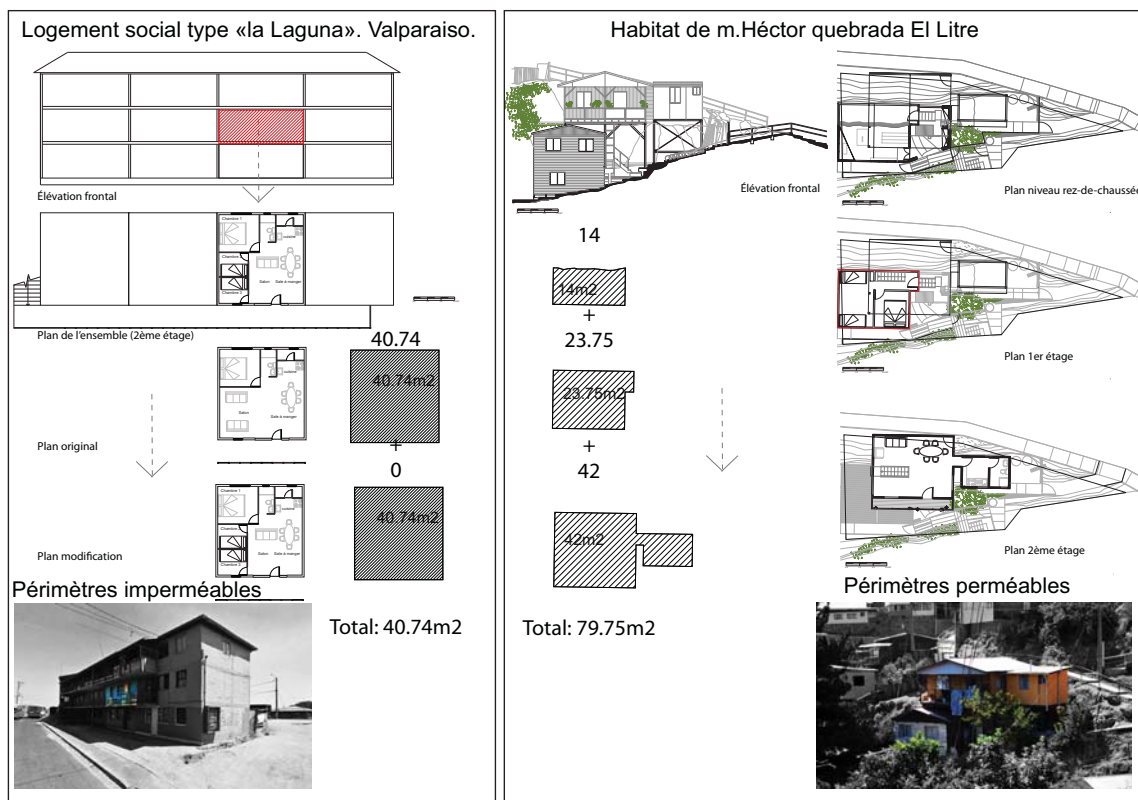 Logement social type «la Laguna». Valparaiso.
Élévation frontal
Chambre 1
cuisine
Chambre
Chambre 3
Salon Salle à manger
Plan de l'ensemble (2ème étage)
40.74
40.74m2
cuisine
Salon Salle à manger
Plan original
+
0
Chambre 1
cuisine
Chambre
Chambre 3
Salon Salle à manger
40.74m2
Plan modification
Périmètres imperméables
Total: 40.74m2
Habitat de m.Héctor quebrada El Litre
Élévation frontal
Plan niveau rez-de-chaussée
14
14m2
+
23.75
Plan 1er étage
23.75m2
+
42
42m2
Plan 2ème étage
Périmètres perméables
Total: 79.75m2